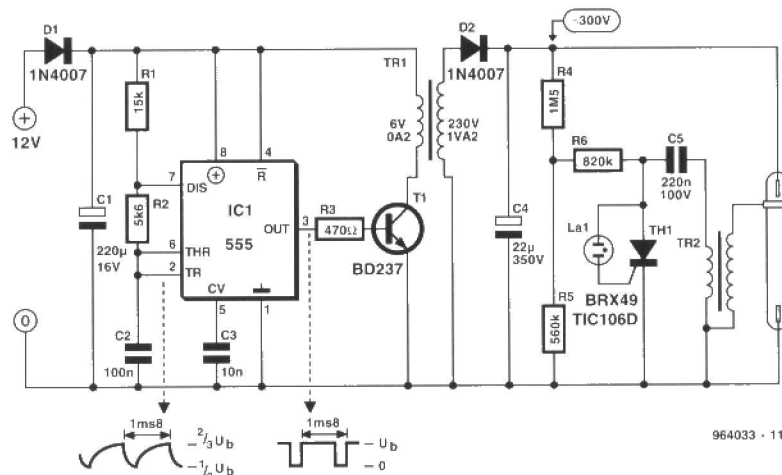 D1
1N4007
12V
0
C1
220µ
16V
R1
15k
R2
5k6
8
4
7
DIS
R
IC1
555
OUT
3
6
THR
2
TR
CV
5
1
C2
100n
C3
10n
R3
470Ω
T1
BD237
TR1
6V
0A2
230V
1VA2
D2
1N4007
C4
22µ
350V
-300V
R4
1M5
R6
820k
C5
220n
100V
La1
TH1
BRX49
TIC106D
TR2
R5
560k
1ms8
2/3 Ub
1ms8
Ub
0
964033 - 11